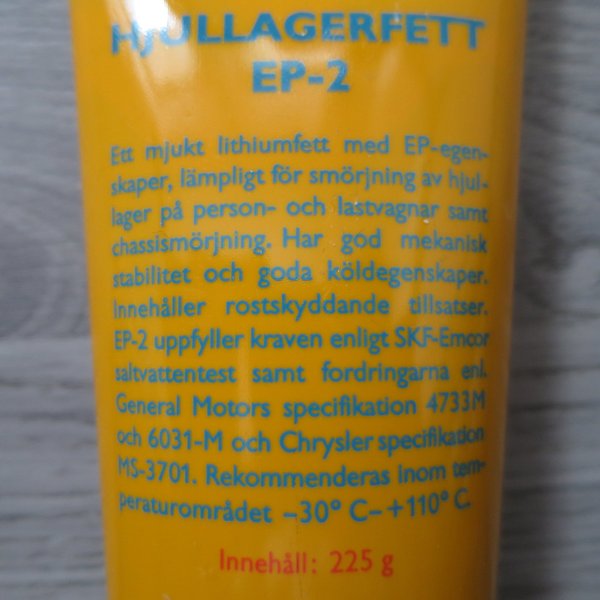 HJULLAGERFETT
EP-2
Ett mjukt lithiumfett med EP-egen-
skaper, lämpligt för smörjning av hjul-
lager på person- och lastvagnar samt
chassismörjning. Har god mekanisk
stabilitet och goda köldegenskaper.
Innehåller rostskyddande tillsatser.
EP-2 uppfyller kraven enligt SKF-Emcor
saltvattentest samt fordringarna enl.
General Motors specifikation 4733M
och 6031-M och Chrysler specifikation
MS-3701. Rekommenderas inom tem-
peraturområdet –30° C–+110° C.
Innehåll: 225 g